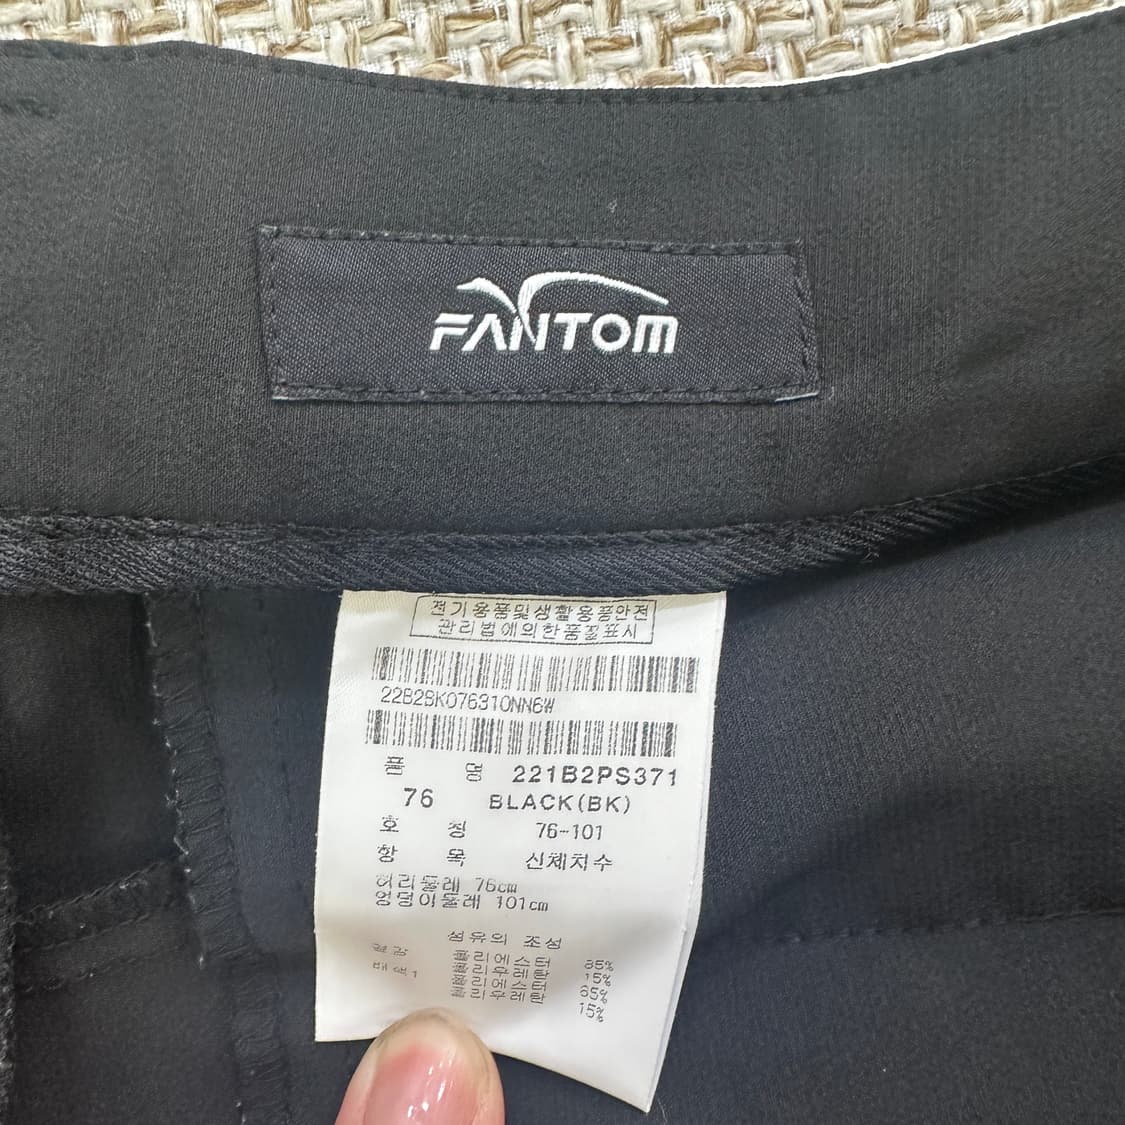 FANTOM
전기용품및생활용품안전
관리법에의한품질표시
22B2BK076310NN6W
품 명 221B2PS371
76 BLACK(BK)
호 칭 76-101
항 목 신체치수
허리둘레 76cm
엉덩이둘레 101cm
섬유의 조성
겉감 폴리에스터 85%
폴리우레탄 15%
배색1 폴리에스터 85%
폴리우레탄 15%